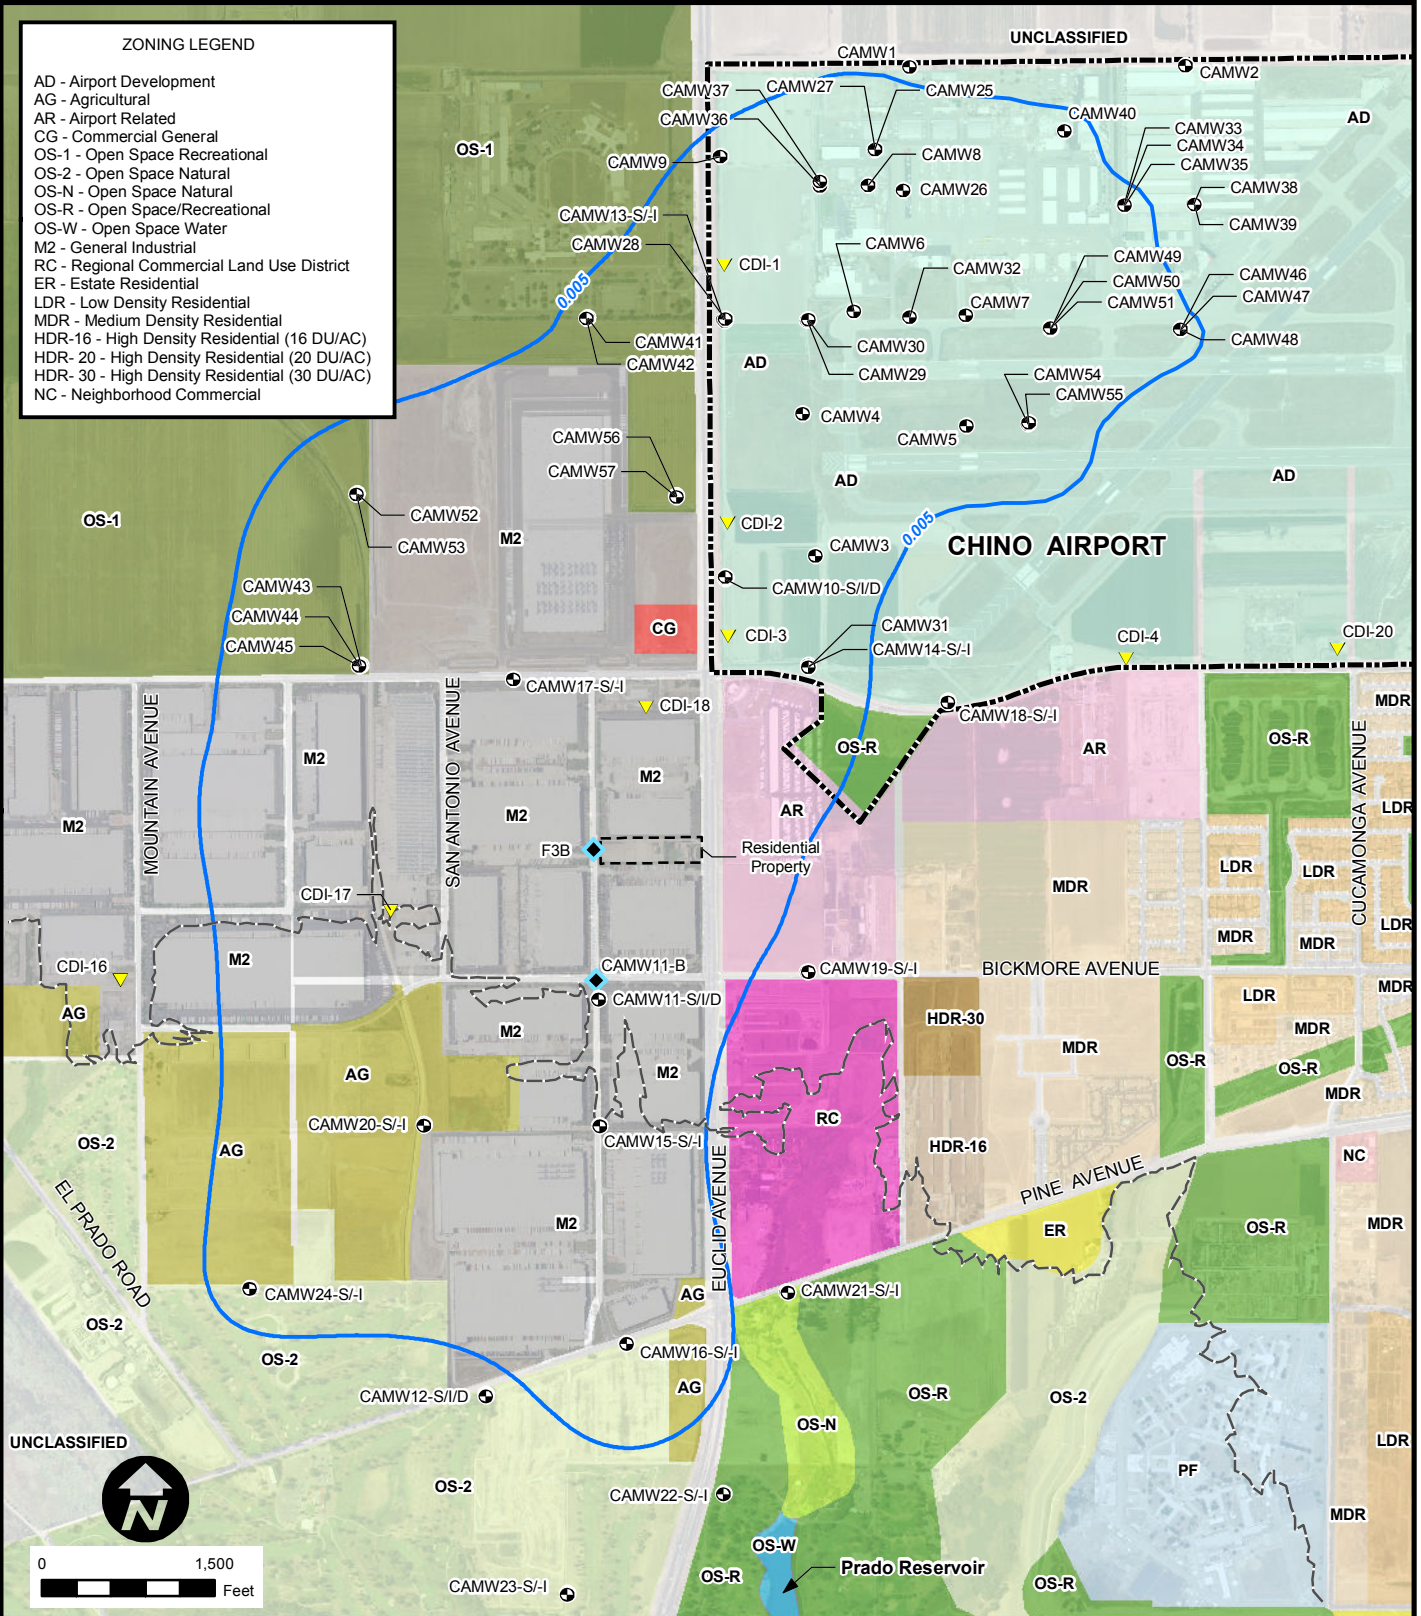 ZONING LEGEND
AD - Airport Development
AG - Agricultural
AR - Airport Related
CG - Commercial General
OS-1 - Open Space Recreational
OS-2 - Open Space Natural
OS-N - Open Space Natural
OS-R - Open Space/Recreational
OS-W - Open Space Water
M2 - General Industrial
RC - Regional Commercial Land Use District
ER - Estate Residential
LDR - Low Density Residential
MDR - Medium Density Residential
HDR-16 - High Density Residential (16 DU/AC)
HDR- 20 - High Density Residential (20 DU/AC)
HDR- 30 - High Density Residential (30 DU/AC)
NC - Neighborhood Commercial
UNCLASSIFIED
CAMW1
CAMW2
CAMW37
CAMW27
CAMW25
CAMW36
CAMW40
AD
CAMW33
CAMW34
CAMW35
OS-1
CAMW9
CAMW8
CAMW26
CAMW38
CAMW39
CAMW13-S/-I
CAMW28
CDI-1
CAMW6
CAMW32
CAMW7
CAMW49
CAMW50
CAMW51
CAMW46
CAMW47
CAMW48
0.005
CAMW41
CAMW42
AD
CAMW30
CAMW29
CAMW54
CAMW55
CAMW4
CAMW5
CAMW56
CAMW57
AD
AD
OS-1
CAMW52
CAMW53
M2
CDI-2
CAMW3
0.005
CHINO AIRPORT
CAMW43
CAMW44
CAMW45
CAMW10-S/I/D
CG
CDI-3
CAMW31
CAMW14-S/-I
CDI-4
CDI-20
CAMW17-S/-I
CDI-18
CAMW18-S/-I
MDR
MOUNTAIN AVENUE
SAN ANTONIO AVENUE
M2
M2
OS-R
AR
OS-R
CUCAMONGA AVENUE
M2
M2
AR
LDR
F3B
Residential
Property
LDR
LDR
MDR
CDI-17
LDR
MDR
MDR
M2
CDI-16
CAMW11-B
CAMW19-S/-I
BICKMORE AVENUE
MDR
AG
CAMW11-S/I/D
LDR
HDR-30
M2
MDR
MDR
AG
M2
OS-R
OS-R
MDR
RC
CAMW20-S/-I
CAMW15-S/-I
OS-2
AG
HDR-16
NC
EL PRADO ROAD
EUCLID AVENUE
PINE AVENUE
M2
ER
OS-R
MDR
CAMW24-S/-I
AG
CAMW21-S/-I
OS-2
OS-2
CAMW16-S/-I
AG
CAMW12-S/I/D
OS-R
OS-2
OS-N
UNCLASSIFIED
LDR
PF
OS-2
CAMW22-S/-I
MDR
N
OS-W
0 1,500
Feet
Prado Reservoir
OS-R
OS-R
CAMW23-S/-I